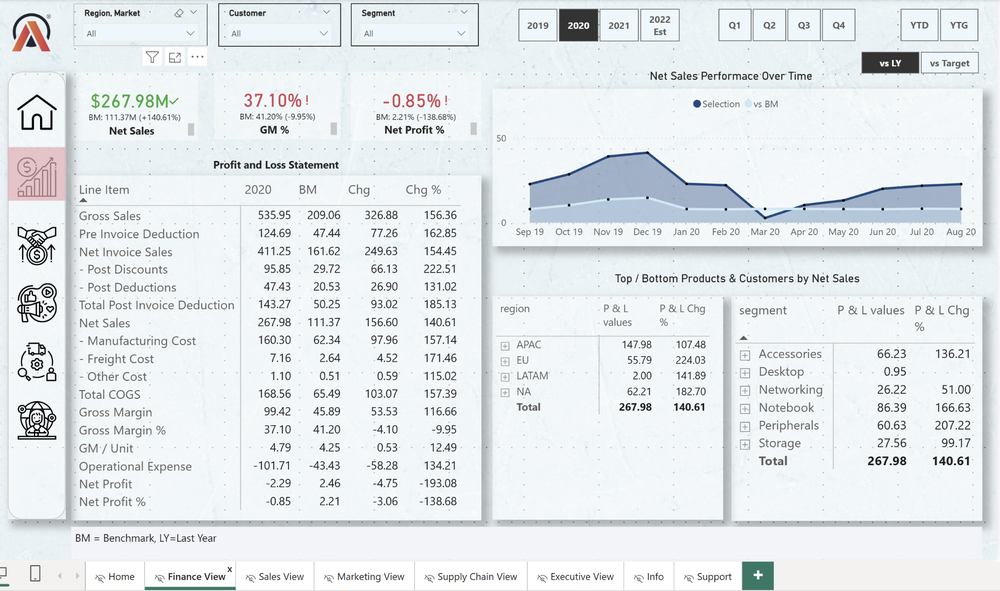 Region, Market
All
Customer
All
Segment
All
2019
2020
2021
2022
Est
Q1
Q2
Q3
Q4
YTD
YTG
vs LY
vs Target
$267.98M
BM: 111.37M (+140.61%)
Net Sales
37.10%!
BM: 41.20% (-9.95%)
GM %
-0.85%!
BM: 2.21% (-138.68%)
Net Profit %
Profit and Loss Statement
Line Item 2020 BM Chg Chg %
Gross Sales 535.95 209.06 326.88 156.36
Pre Invoice Deduction 124.69 47.44 77.26 162.85
Net Invoice Sales 411.25 161.62 249.63 154.45
- Post Discounts 95.85 29.72 66.13 222.51
- Post Deductions 47.43 20.53 26.90 131.02
Total Post Invoice Deduction 143.27 50.25 93.02 185.13
Net Sales 267.98 111.37 156.60 140.61
- Manufacturing Cost 160.30 62.34 97.96 157.14
- Freight Cost 7.16 2.64 4.52 171.46
- Other Cost 1.10 0.51 0.59 115.02
Total COGS 168.56 65.49 103.07 157.39
Gross Margin 99.42 45.89 53.53 116.66
Gross Margin % 37.10 41.20 -4.10 -9.95
GM / Unit 4.79 4.25 0.53 12.49
Operational Expense -101.71 -43.43 -58.28 134.21
Net Profit -2.29 2.46 -4.75 -193.08
Net Profit % -0.85 2.21 -3.06 -138.68
Net Sales Performace Over Time
Selection vs BM
50
0
Sep 19 Oct 19 Nov 19 Dec 19 Jan 20 Feb 20 Mar 20 Apr 20 May 20 Jun 20 Jul 20 Aug 20
Top / Bottom Products & Customers by Net Sales
region P & L values P & L Chg %
APAC 147.98 107.48
EU 55.79 224.03
LATAM 2.00 141.89
NA 62.21 182.70
Total 267.98 140.61
segment P & L values P & L Chg %
Accessories 66.23 136.21
Desktop 0.95
Networking 26.22 51.00
Notebook 86.39 166.63
Peripherals 60.63 207.22
Storage 27.56 99.17
Total 267.98 140.61
BM = Benchmark, LY=Last Year
Home
Finance View
x
Sales View
Marketing View
Supply Chain View
Executive View
Info
Support
+